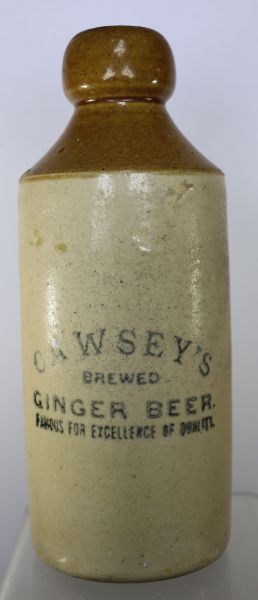 DAWSEY'S
BREWED
GINGER BEER.
FAMOUS FOR EXCELLENCE OF QUALITY.